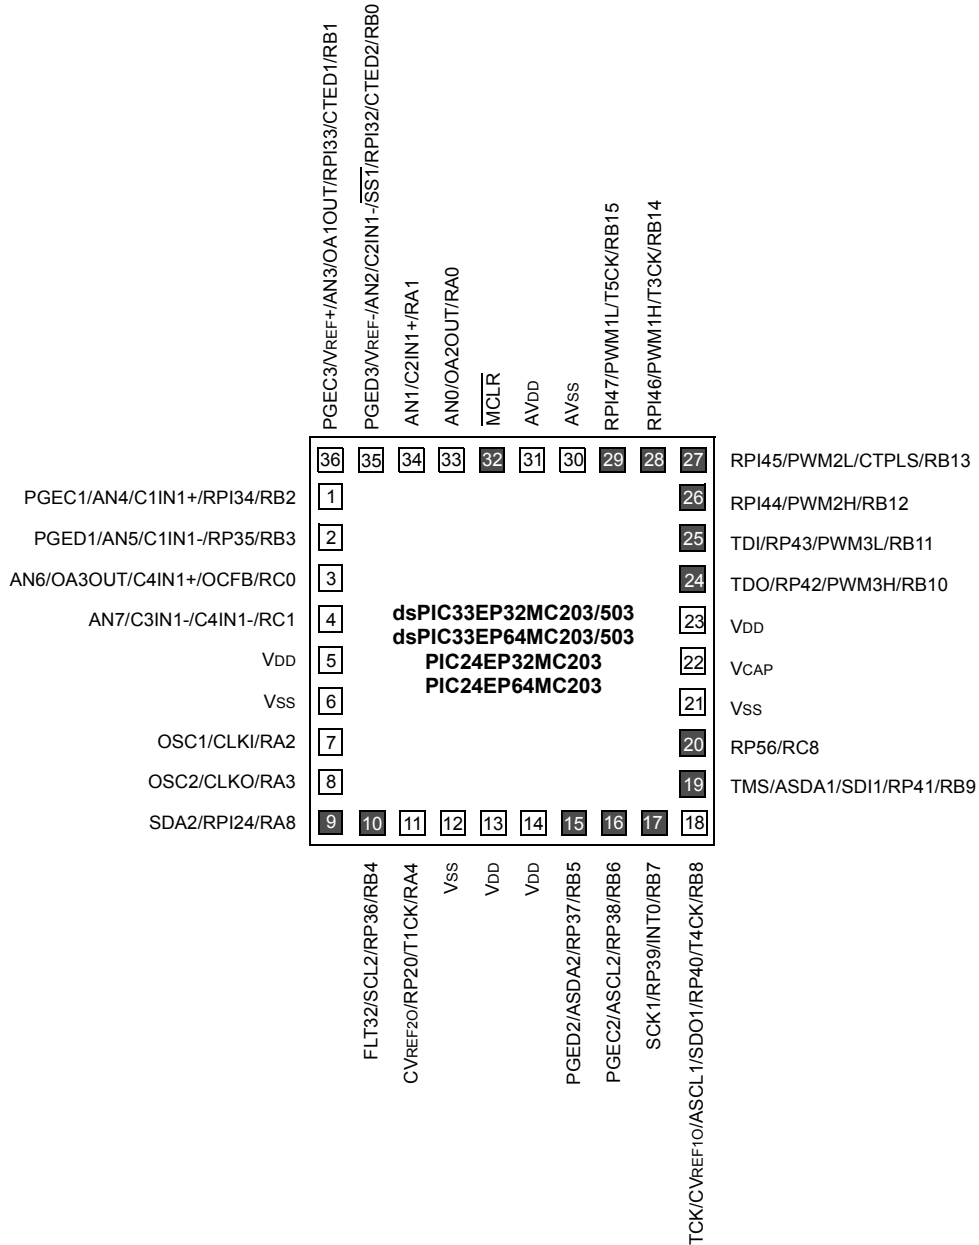 PGEC3/VREF+/AN3/OA1OUT/RPI33/CTED1/RB1
PGED3/VREF-/AN2/C2IN1-/SS1/RPI32/CTED2/RB0
AN1/C2IN1+/RA1
AN0/OA2OUT/RA0
MCLR
AVDD
AVSS
RPI47/PWM1L/T5CK/RB15
RPI46/PWM1H/T3CK/RB14
36 35 34 33 32 31 30 29 28 27
RPI45/PWM2L/CTPLS/RB13
PGEC1/AN4/C1IN1+/RPI34/RB2 1
26 RPI44/PWM2H/RB12
PGED1/AN5/C1IN1-/RP35/RB3 2
25 TDI/RP43/PWM3L/RB11
AN6/OA3OUT/C4IN1+/OCFB/RC0 3
24 TDO/RP42/PWM3H/RB10
AN7/C3IN1-/C4IN1-/RC1 4
23 VDD
VDD 5
22 VCAP
VSS 6
21 VSS
OSC1/CLKI/RA2 7
20 RP56/RC8
OSC2/CLKO/RA3 8
19 TMS/ASDA1/SDI1/RP41/RB9
SDA2/RPI24/RA8
dsPIC33EP32MC203/503
dsPIC33EP64MC203/503
PIC24EP32MC203
PIC24EP64MC203
9 10 11 12 13 14 15 16 17 18
FLT32/SCL2/RP36/RB4
CVREF2O/RP20/T1CK/RA4
VSS
VDD
VDD
PGED2/ASDA2/RP37/RB5
PGEC2/ASCL2/RP38/RB6
SCK1/RP39/INT0/RB7
TCK/CVREF1O/ASCL1/SDO1/RP40/T4CK/RB8